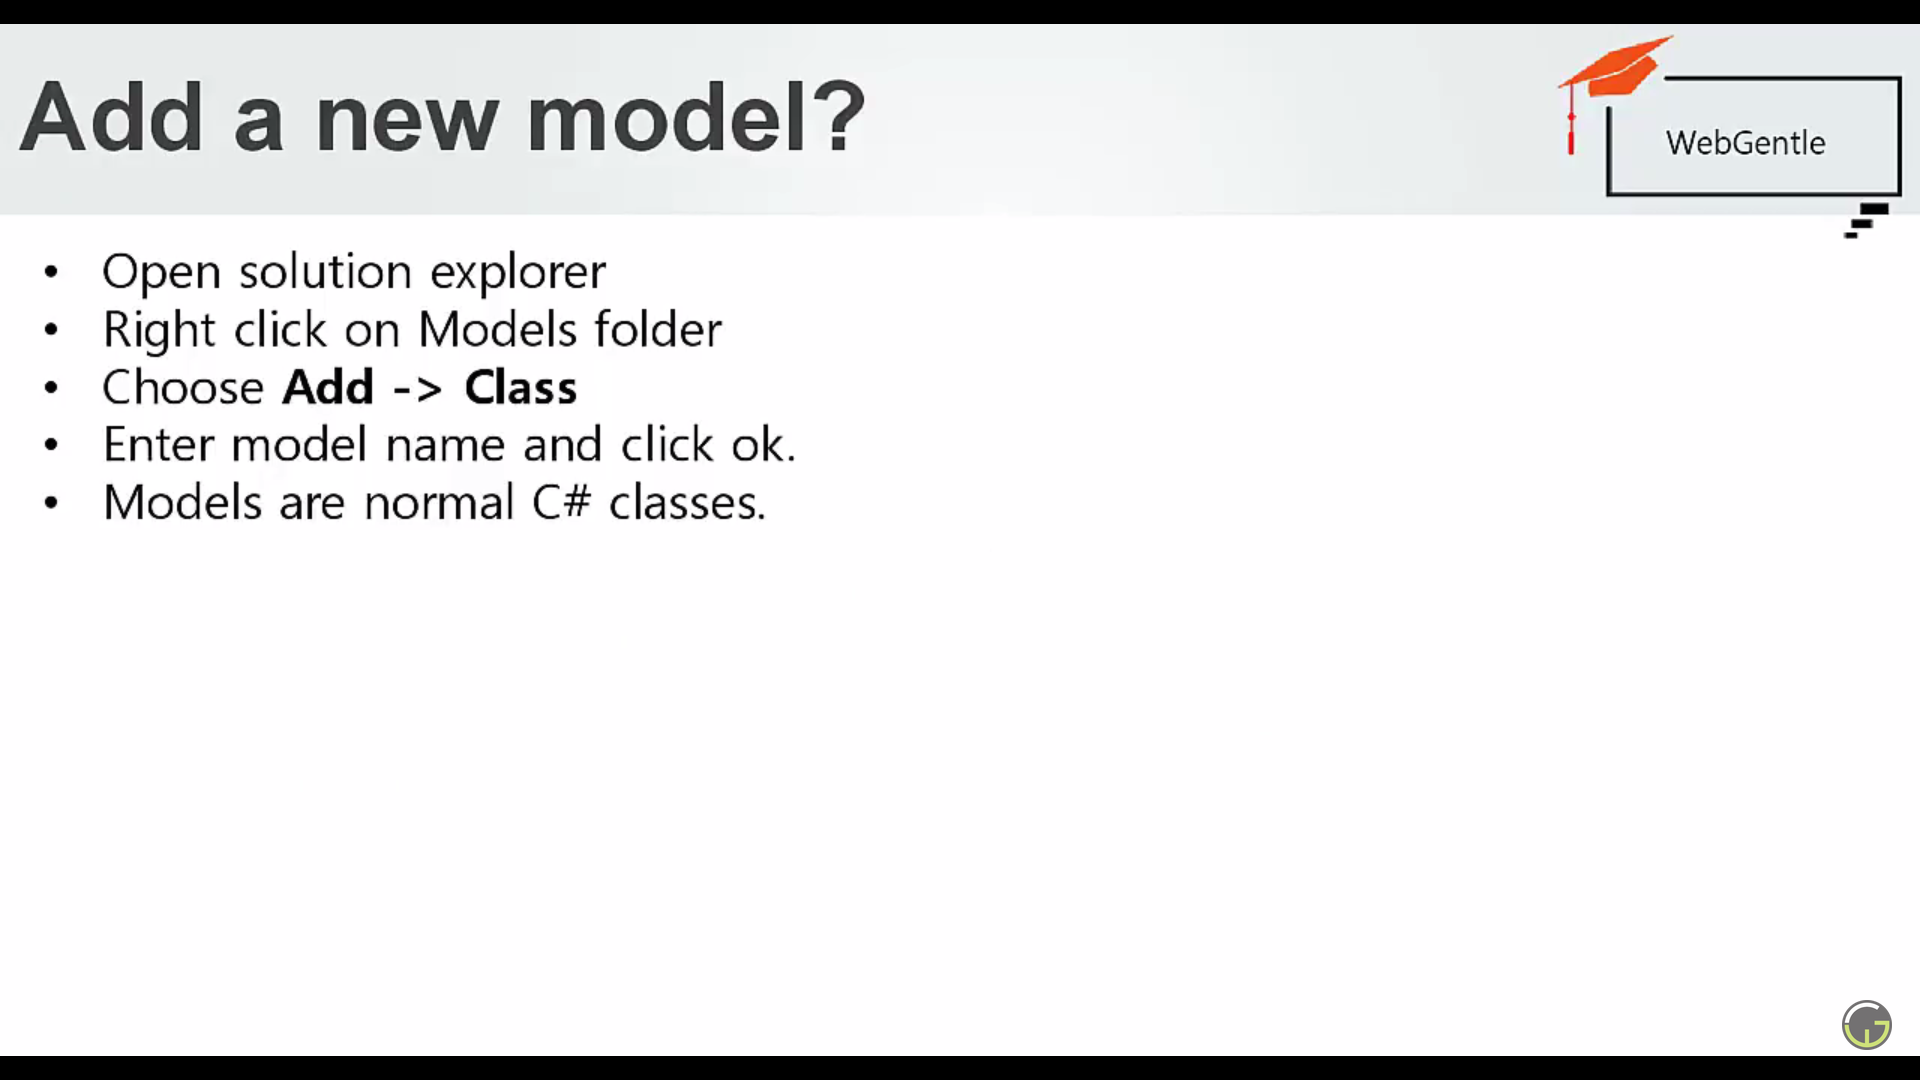 Add a new model?
WebGentle
• Open solution explorer
• Right click on Models folder
• Choose Add -> Class
• Enter model name and click ok.
• Models are normal C# classes.